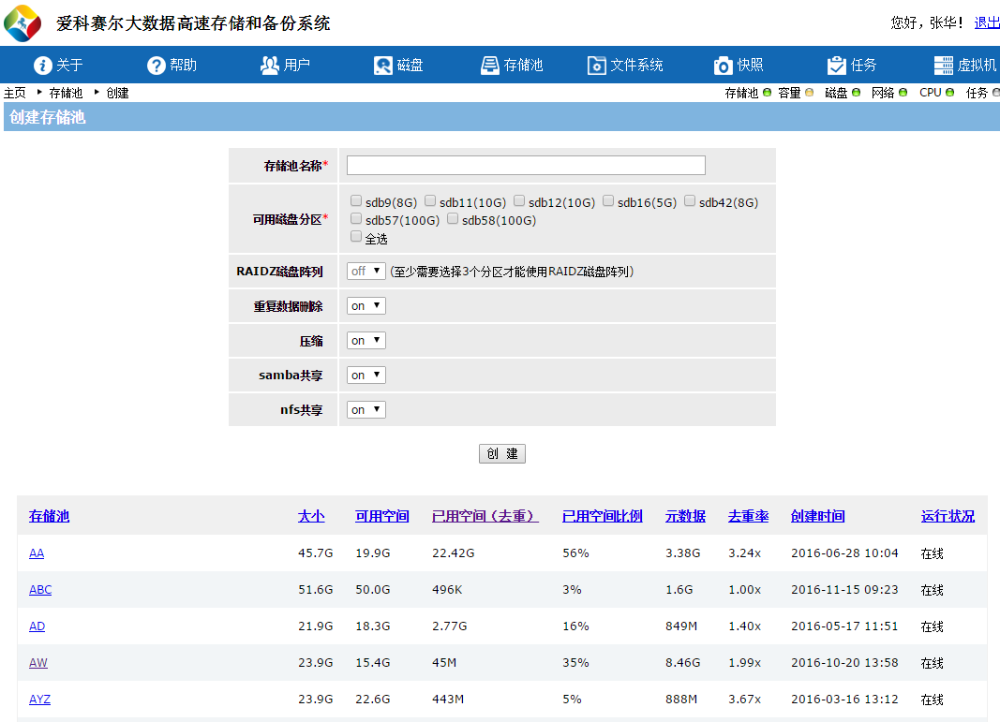 爱科赛尔大数据高速存储和备份系统
您好，张华！ 退出
关于 帮助 用户 磁盘 存储池 文件系统 快照 任务 虚拟机
主页 存储池 创建 存储池 容量 磁盘 网络 CPU 任务
创建存储池
存储池名称*
可用磁盘分区* sdb9(8G) sdb11(10G) sdb12(10G) sdb16(5G) sdb42(8G)
sdb57(100G) sdb58(100G)
全选
RAIDZ磁盘阵列 off (至少需要选择3个分区才能使用RAIDZ磁盘阵列)
重复数据删除 on
压缩 on
samba共享 on
nfs共享 on
创 建
存储池 大小 可用空间 已用空间（去重） 已用空间比例 元数据 去重率 创建时间 运行状况
AA 45.7G 19.9G 22.42G 56% 3.38G 3.24x 2016-06-28 10:04 在线
ABC 51.6G 50.0G 496K 3% 1.6G 1.00x 2016-11-15 09:23 在线
AD 21.9G 18.3G 2.77G 16% 849M 1.40x 2016-05-17 11:51 在线
AW 23.9G 15.4G 45M 35% 8.46G 1.99x 2016-10-20 13:58 在线
AYZ 23.9G 22.6G 443M 5% 888M 3.67x 2016-03-16 13:12 在线